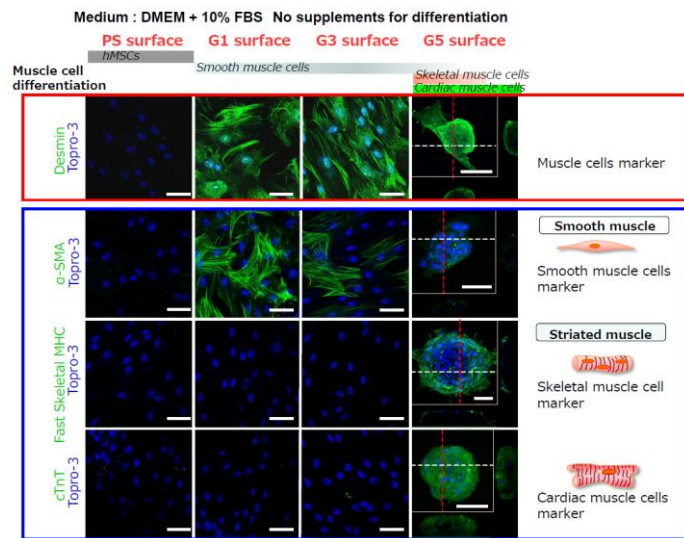 Medium : DMEM + 10% FBS No supplements for differentiation
PS surface G1 surface G3 surface G5 surface
hMSCs
Smooth muscle cells
Skeletal muscle cells
Cardiac muscle cells
Muscle cell
differentiation
Desmin
Topro-3
Muscle cells marker
α-SMA
Topro-3
Smooth muscle
Smooth muscle cells
marker
Fast Skeletal MHC
Topro-3
Striated muscle
Skeletal muscle cell
marker
cTnT
Topro-3
Cardiac muscle cells
marker